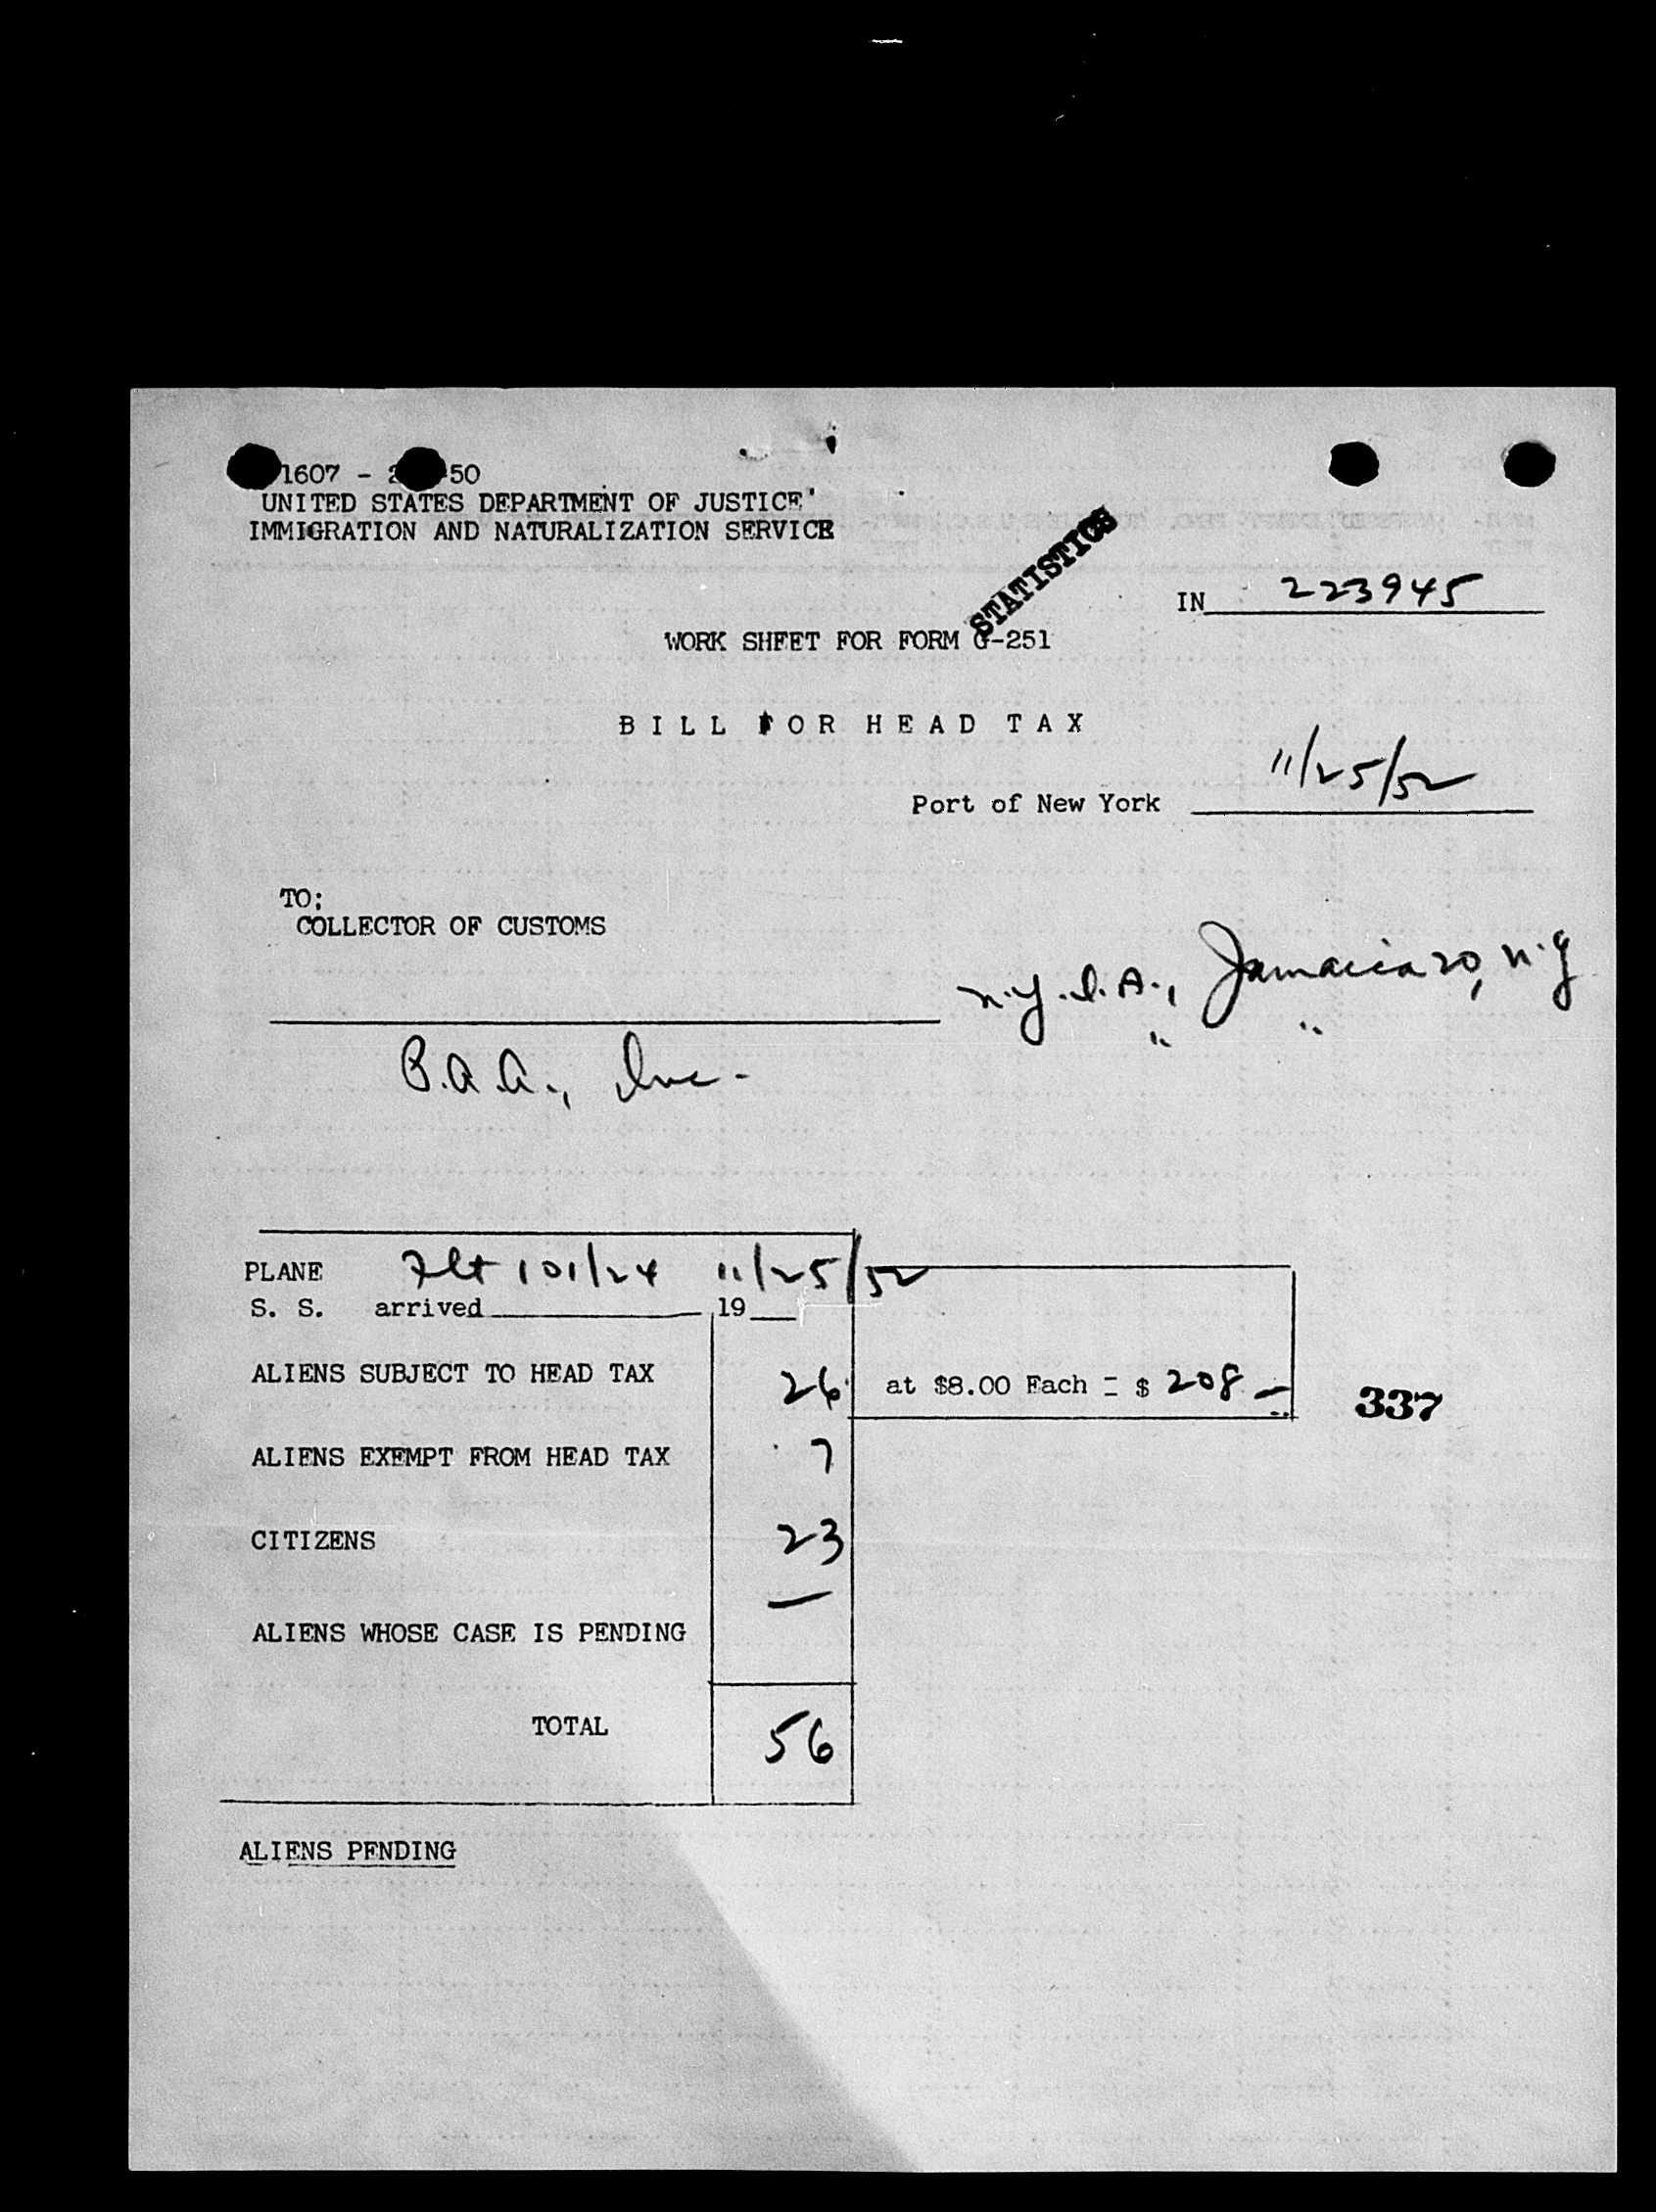 1607 - 2 50
UNITED STATES DEPARTMENT OF JUSTICE
IMMIGRATION AND NATURALIZATION SERVICE
STATISTICS
IN 223945
WORK SHEET FOR FORM G-251
BILL FOR HEAD TAX
11/25/52
Port of New York
TO:
COLLECTOR OF CUSTOMS
N.Y.I.A., Jamaica 20, N.Y
" "
P.A.A., Inc.
PLANE Flt 101/24 11/25/52
S. S. arrived 19
ALIENS SUBJECT TO HEAD TAX 26 at $8.00 Each = $ 208 — 337
ALIENS EXEMPT FROM HEAD TAX 7
CITIZENS 23
—
ALIENS WHOSE CASE IS PENDING
TOTAL 56
ALIENS PENDING